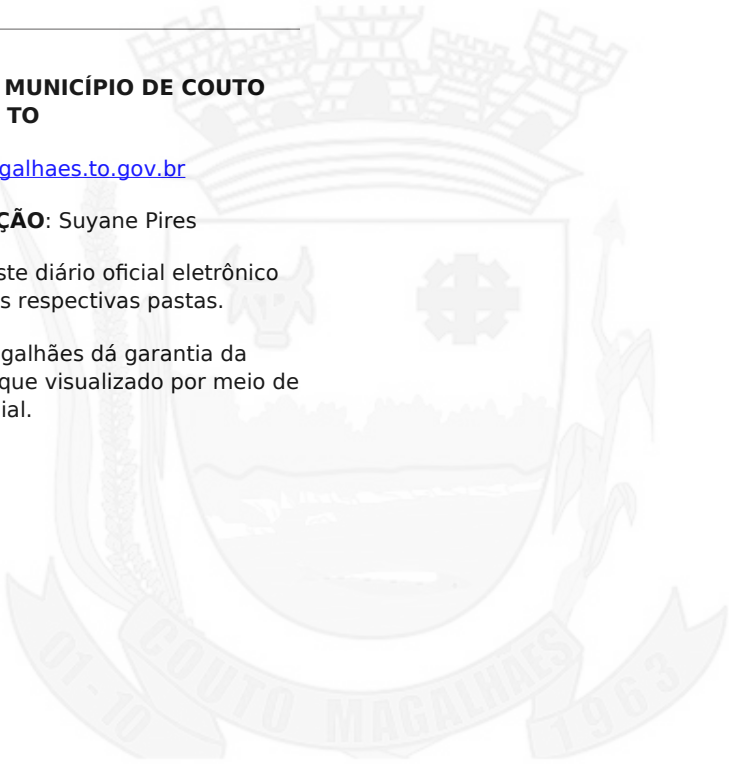 MUNICÍPIO DE COUTO
TO
galhaes.to.gov.br
ÇÃO: Suyane Pires
ste diário oficial eletrônico
s respectivas pastas.
galhães dá garantia da
que visualizado por meio de
ial.
01-10 COUTO MAGALHAES 1963